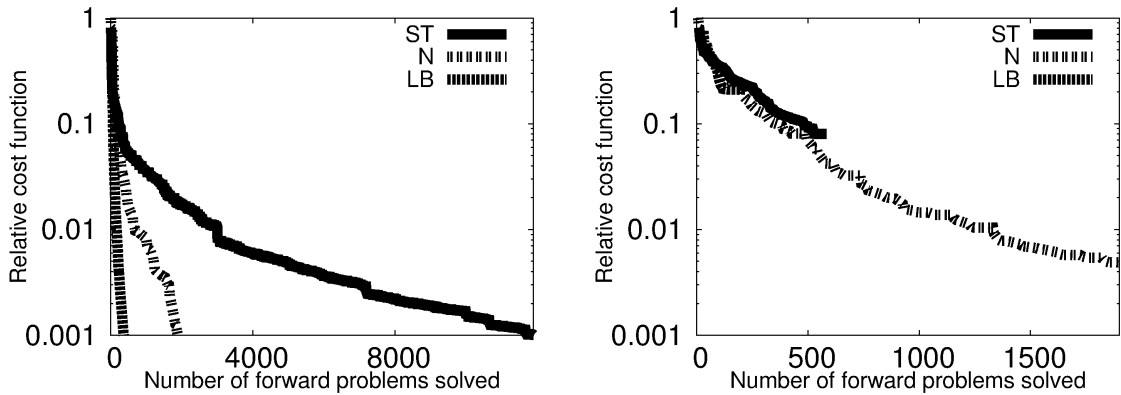 1
0.1
0.01
0.001
Relative cost function
ST
N
LB
0 4000 8000
Number of forward problems solved
1
0.1
0.01
0.001
Relative cost function
ST
N
LB
0 500 1000 1500
Number of forward problems solved